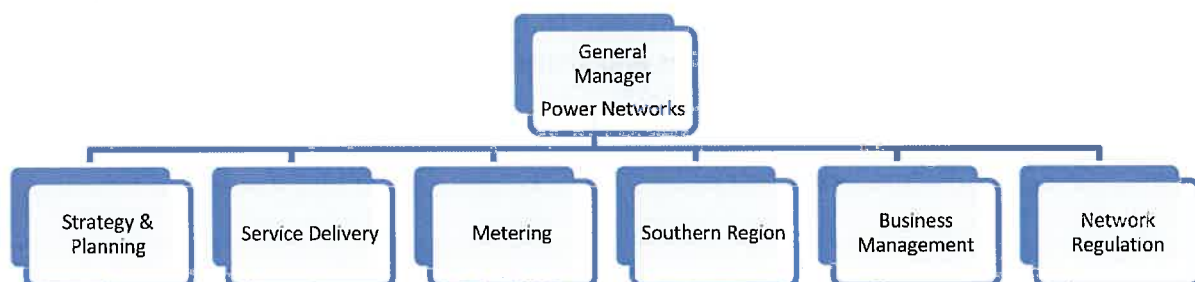 General
Manager
Power Networks
Strategy &
Planning
Service Delivery
Metering
Southern Region
Business
Management
Network
Regulation